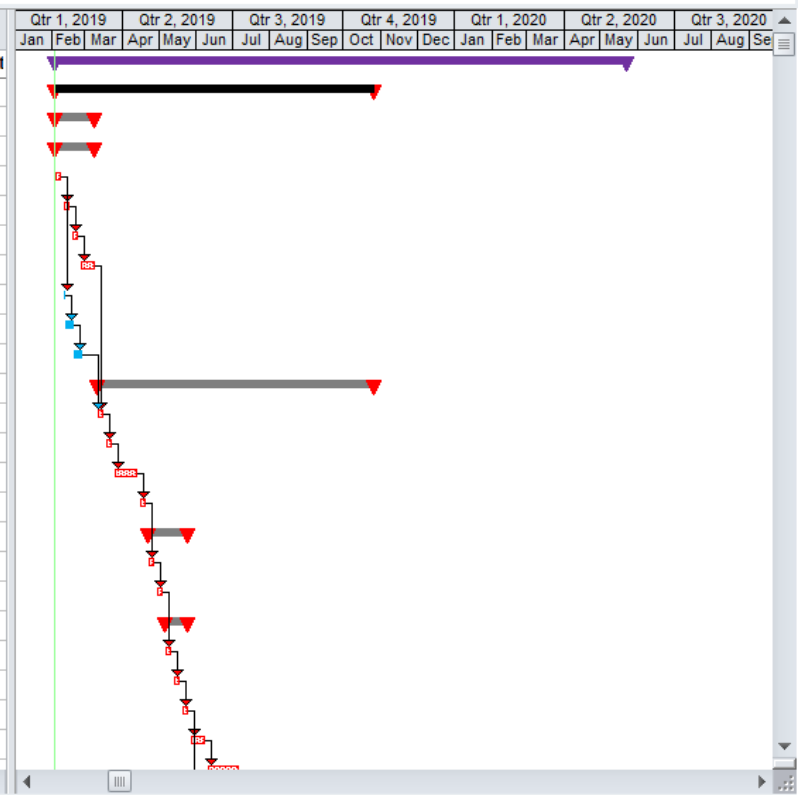 Qtr 1, 2019 Qtr 2, 2019 Qtr 3, 2019 Qtr 4, 2019 Qtr 1, 2020 Qtr 2, 2020 Qtr 3, 2020
Jan Feb Mar Apr May Jun Jul Aug Sep Oct Nov Dec Jan Feb Mar Apr May Jun Jul Aug Se
t